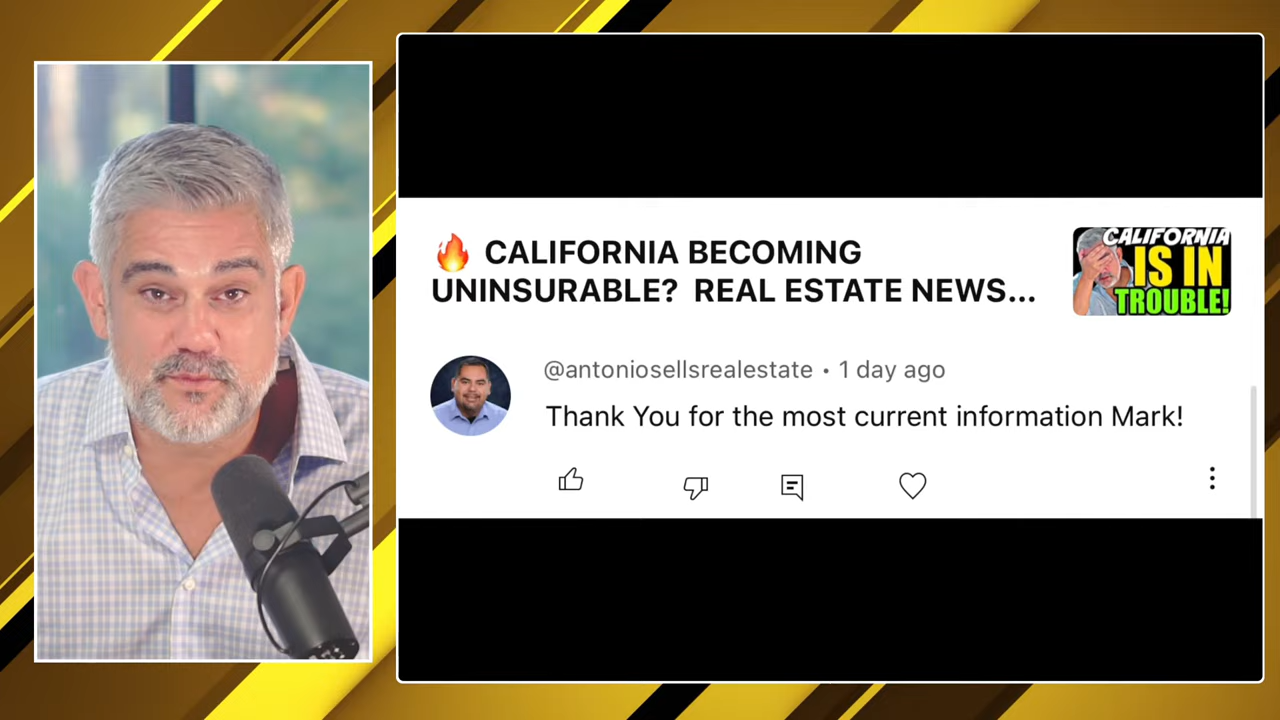 🔥 CALIFORNIA BECOMING
UNINSURABLE? REAL ESTATE NEWS...
CALIFORNIA
IS IN
TROUBLE!
@antoniosellsrealestate • 1 day ago
Thank You for the most current information Mark!